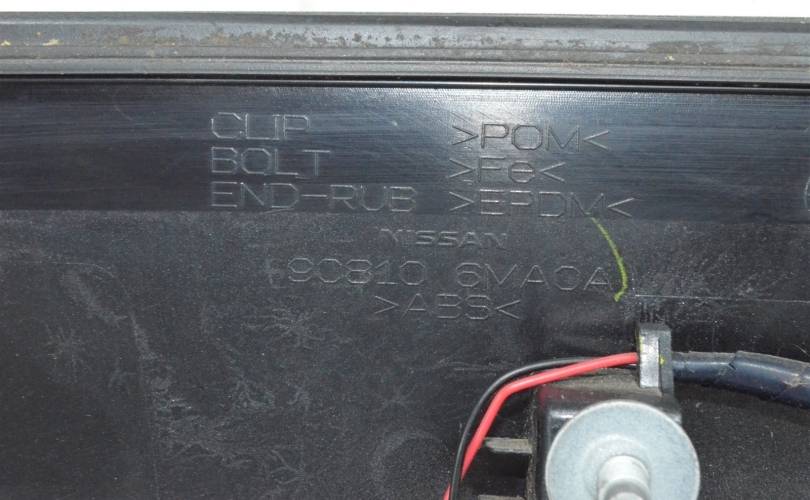 CLIP >POM<
BOLT >Fe<
END-RUB >EPDM<
NISSAN
90810 6MA0A
>ABS<